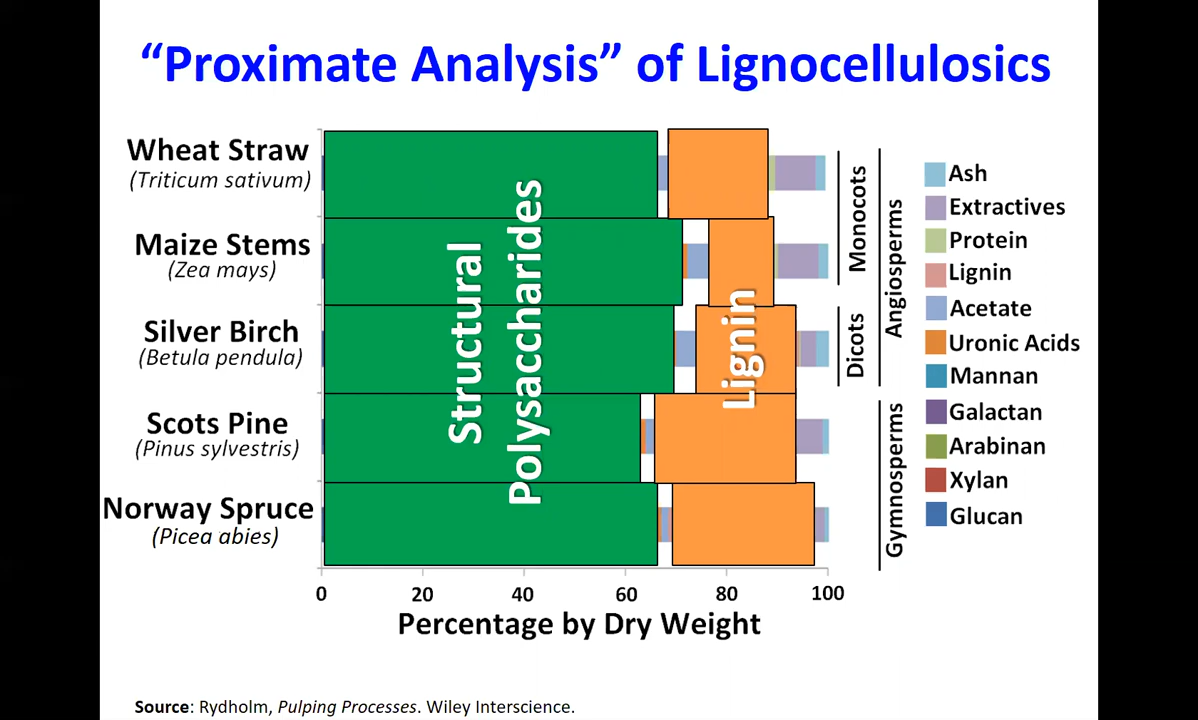 “Proximate Analysis” of Lignocellulosics
Wheat Straw
(Triticum sativum)
Maize Stems
(Zea mays)
Silver Birch
(Betula pendula)
Scots Pine
(Pinus sylvestris)
Norway Spruce
(Picea abies)
Structural
Polysaccharides
Lignin
Monocots
Dicots
Angiosperms
Gymnosperms
Ash
Extractives
Protein
Lignin
Acetate
Uronic Acids
Mannan
Galactan
Arabinan
Xylan
Glucan
0 20 40 60 80 100
Percentage by Dry Weight
Source: Rydholm, Pulping Processes. Wiley Interscience.